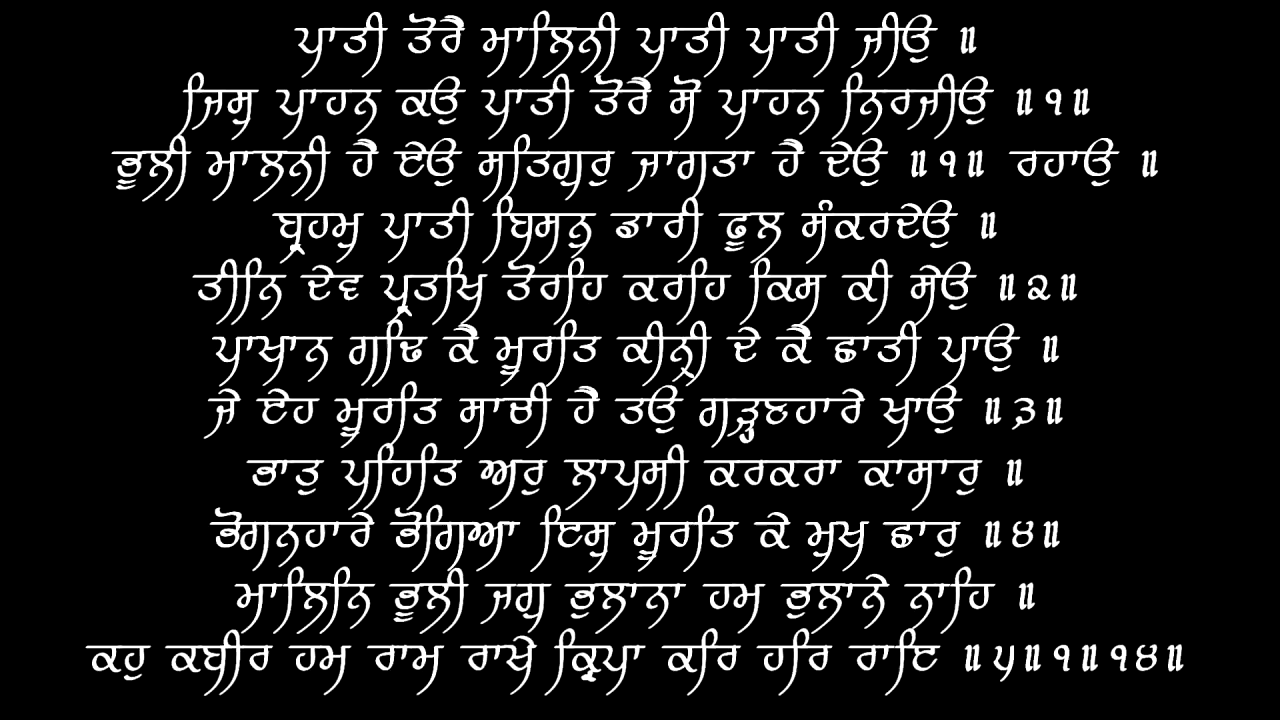 ਪਾਤੀ ਤੋਰੈ ਮਾਲਿਨੀ ਪਾਤੀ ਪਾਤੀ ਜੀਉ ॥
ਜਿਸੁ ਪਾਹਨ ਕਉ ਪਾਤੀ ਤੋਰੈ ਸੋ ਪਾਹਨ ਨਿਰਜੀਉ ॥੧॥
ਭੂਲੀ ਮਾਲਨੀ ਹੈ ਏਉ ਸਤਿਗੁਰੁ ਜਾਗਤਾ ਹੈ ਦੇਉ ॥੧॥ ਰਹਾਉ ॥
ਬ੍ਰਹਮੁ ਪਾਤੀ ਬਿਸਨੁ ਡਾਰੀ ਫੂਲ ਸੰਕਰਦੇਉ ॥
ਤੀਨਿ ਦੇਵ ਪ੍ਰਤਖਿ ਤੋਰਹਿ ਕਰਹਿ ਕਿਸ ਕੀ ਸੇਉ ॥੨॥
ਪਾਖਾਨ ਗਢਿ ਕੈ ਮੂਰਤਿ ਕੀਨ੍ਹੀ ਦੇ ਕੈ ਛਾਤੀ ਪਾਉ ॥
ਜੇ ਏਹ ਮੂਰਤਿ ਸਾਚੀ ਹੈ ਤਉ ਗੜ੍ਹਣਹਾਰੇ ਖਾਉ ॥੩॥
ਭਾਤੁ ਪਹਿਤਿ ਅਰੁ ਲਾਪਸੀ ਕਰਕਰਾ ਕਾਸਾਰੁ ॥
ਭੋਗਨਹਾਰੇ ਭੋਗਿਆ ਇਸੁ ਮੂਰਤਿ ਕੇ ਮੁਖ ਛਾਰੁ ॥੪॥
ਮਾਲਿਨਿ ਭੂਲੀ ਜਗੁ ਭੁਲਾਨਾ ਹਮ ਭੁਲਾਨੇ ਨਾਹਿ ॥
ਕਹੁ ਕਬੀਰ ਹਮ ਰਾਮ ਰਾਖੇ ਕ੍ਰਿਪਾ ਕਰਿ ਹਰਿ ਰਾਇ ॥੫॥੧॥੧੪॥